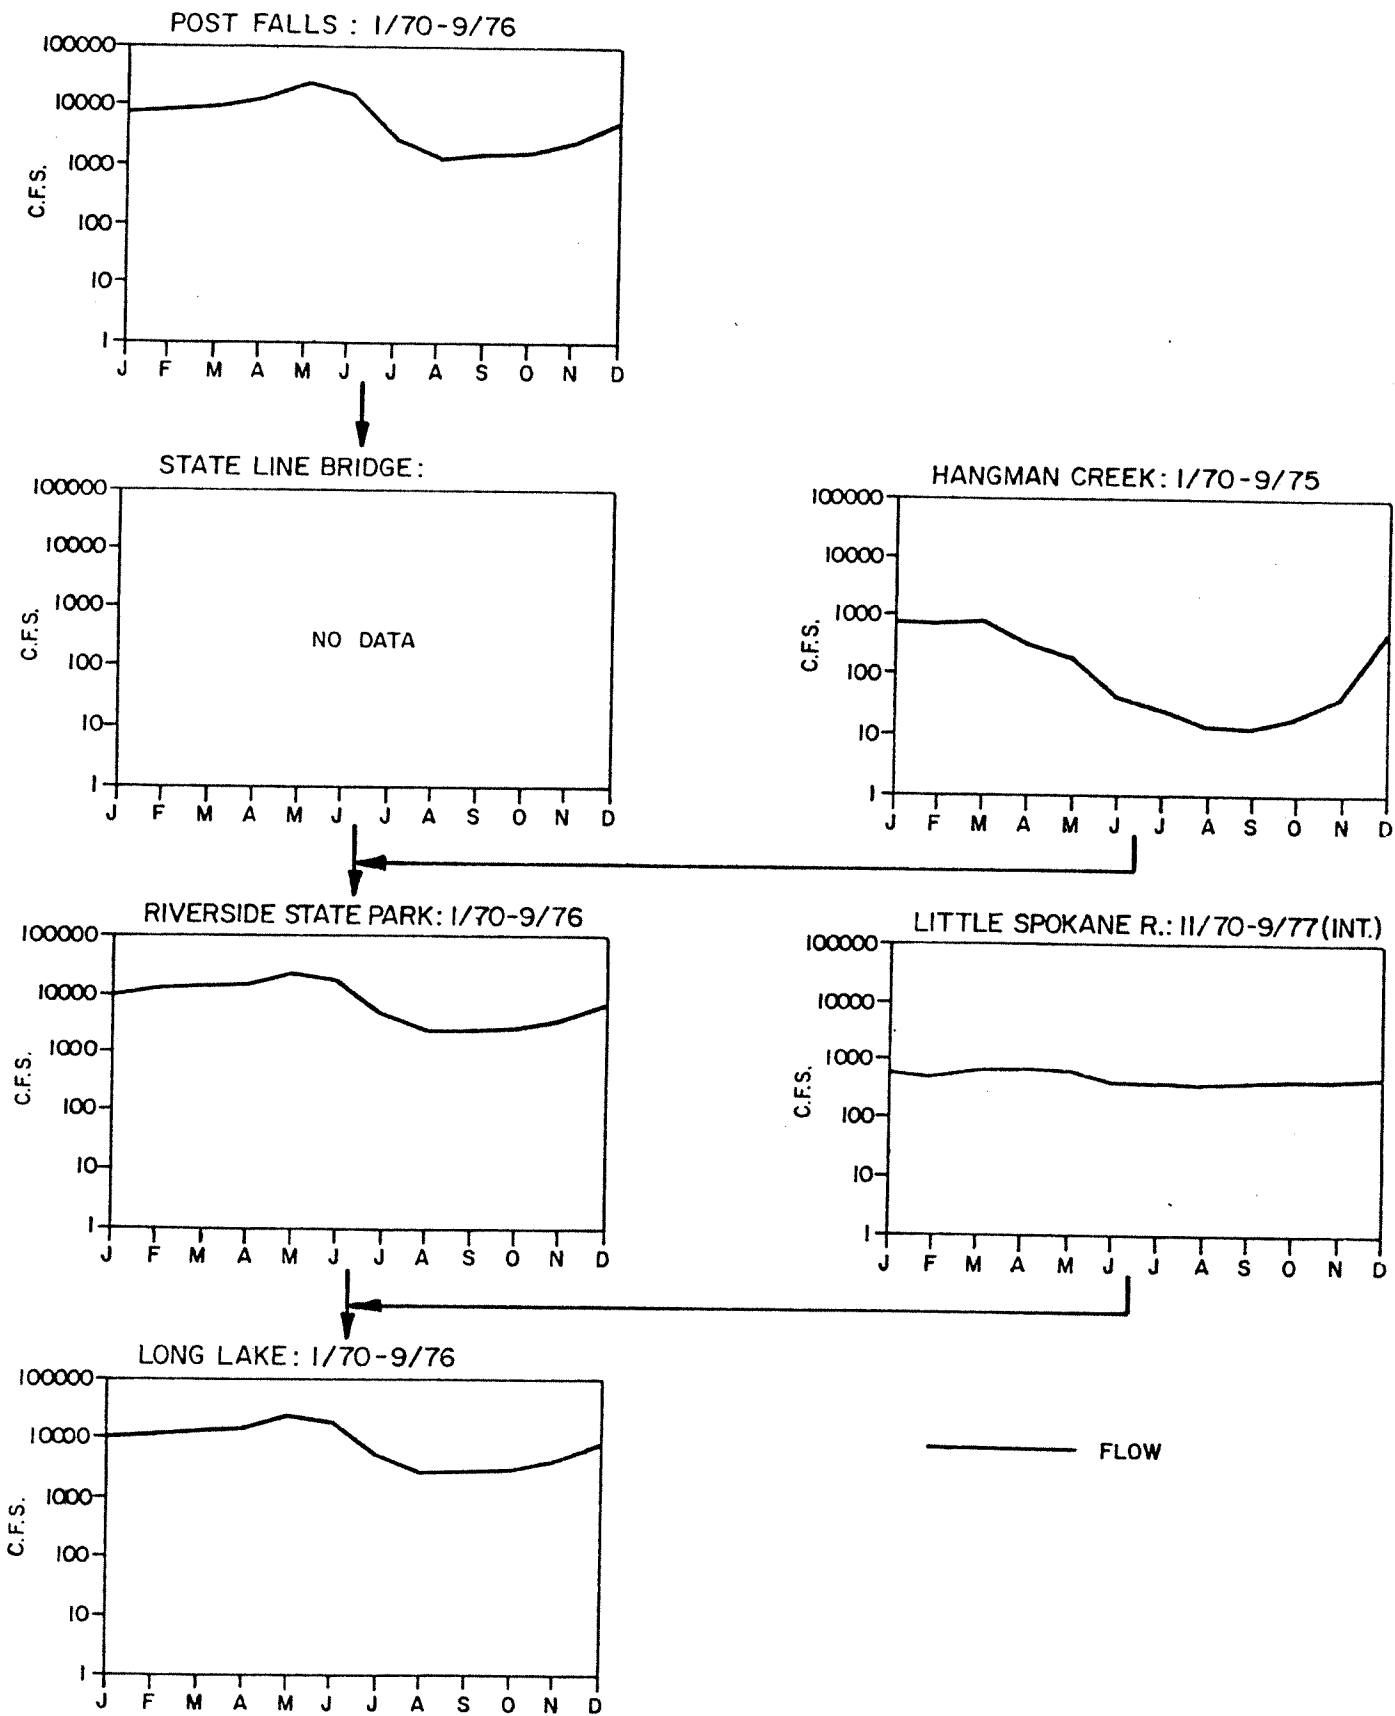 POST FALLS : 1/70-9/76
100000
10000
1000
100
10
1
C.F.S.
J F M A M J J A S O N D
STATE LINE BRIDGE:
100000
10000
1000
100
10
1
C.F.S.
NO DATA
J F M A M J J A S O N D
HANGMAN CREEK: 1/70-9/75
100000
10000
1000
100
10
1
C.F.S.
J F M A M J J A S O N D
RIVERSIDE STATE PARK: 1/70-9/76
100000
10000
1000
100
10
1
C.F.S.
J F M A M J J A S O N D
LITTLE SPOKANE R.: 11/70-9/77 (INT.)
100000
10000
1000
100
10
1
C.F.S.
J F M A M J J A S O N D
LONG LAKE: 1/70-9/76
100000
10000
1000
100
10
1
C.F.S.
J F M A M J J A S O N D
FLOW